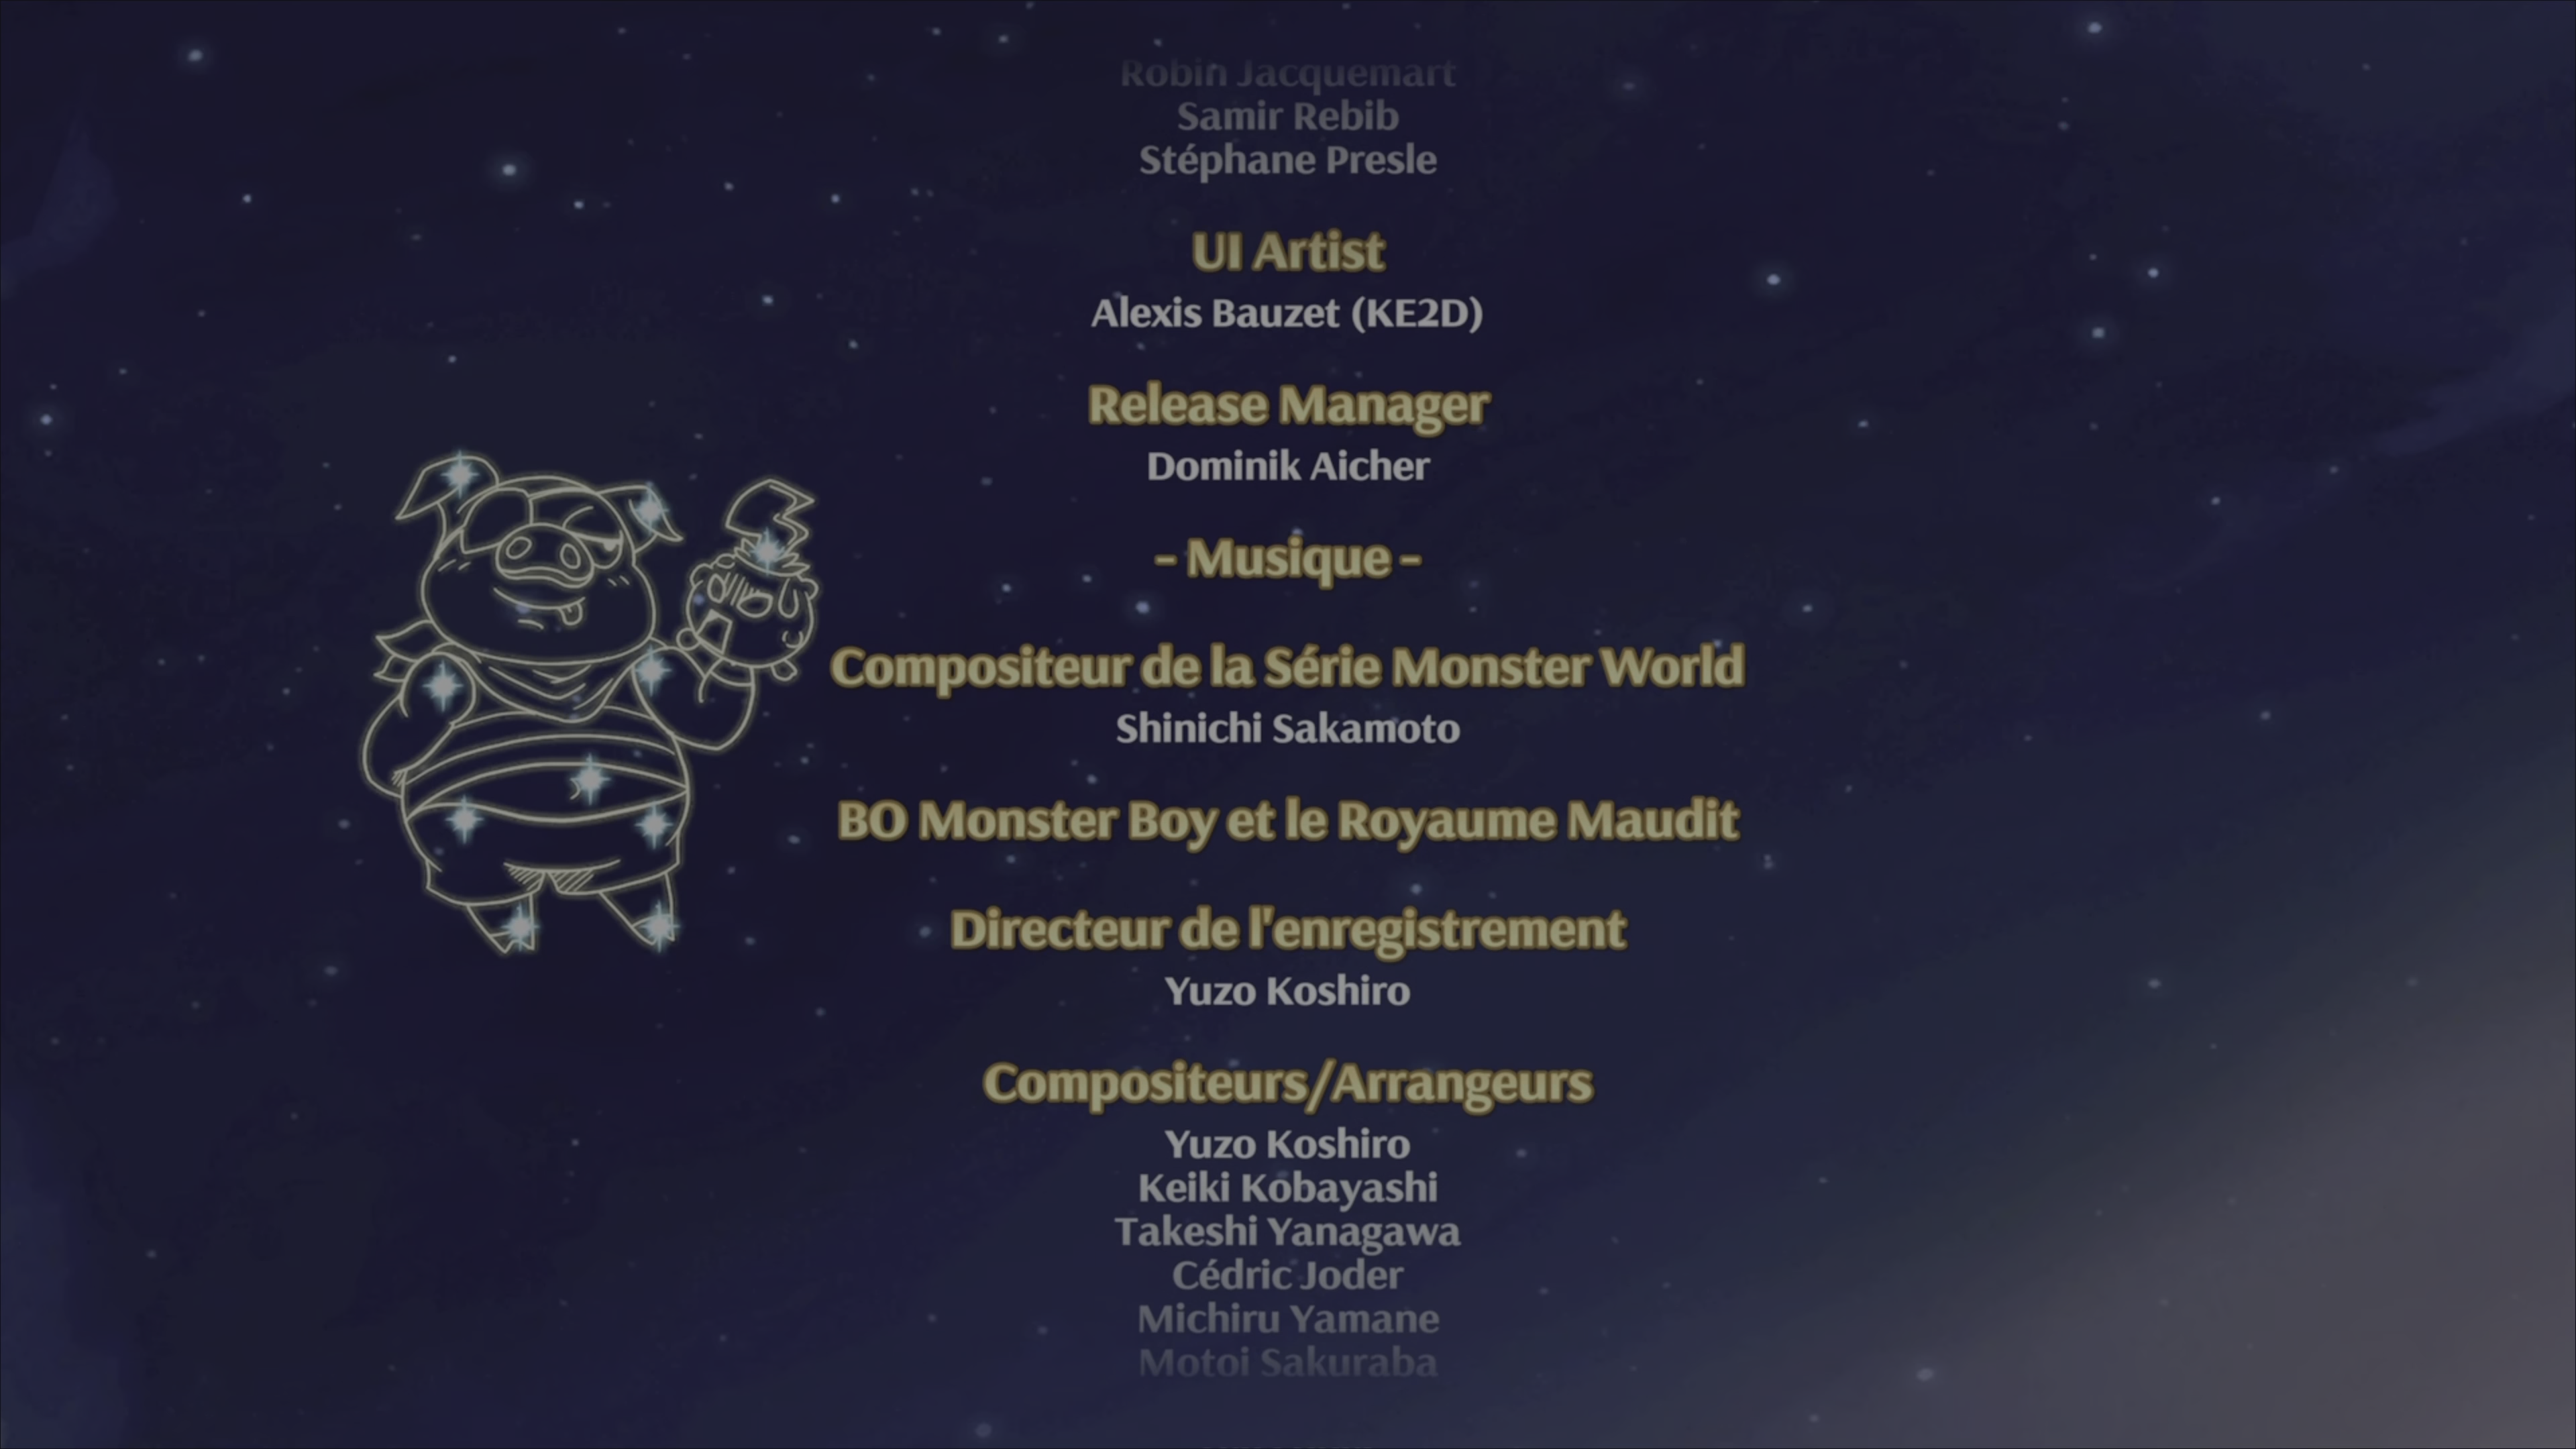 Robin Jacquemart
Samir Rebib
Stéphane Presle
UI Artist
Alexis Bauzet (KE2D)
Release Manager
Dominik Aicher
- Musique -
Compositeur de la Série Monster World
Shinichi Sakamoto
BO Monster Boy et le Royaume Maudit
Directeur de l'enregistrement
Yuzo Koshiro
Compositeurs/Arrangeurs
Yuzo Koshiro
Keiki Kobayashi
Takeshi Yanagawa
Cédric Joder
Michiru Yamane
Motoi Sakuraba